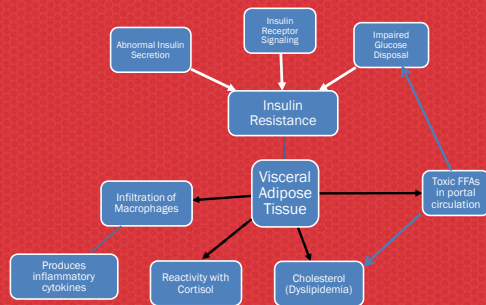 Insulin
Receptor
Signaling
Abnormal Insulin
Secretion
Impaired
Glucose
Disposal
Insulin
Resistance
Visceral
Adipose
Tissue
Infiltration of
Macrophages
Toxic FFAs
in portal
circulation
Produces
inflammatory
cytokines
Reactivity with
Cortisol
Cholesterol
(Dyslipidemia)